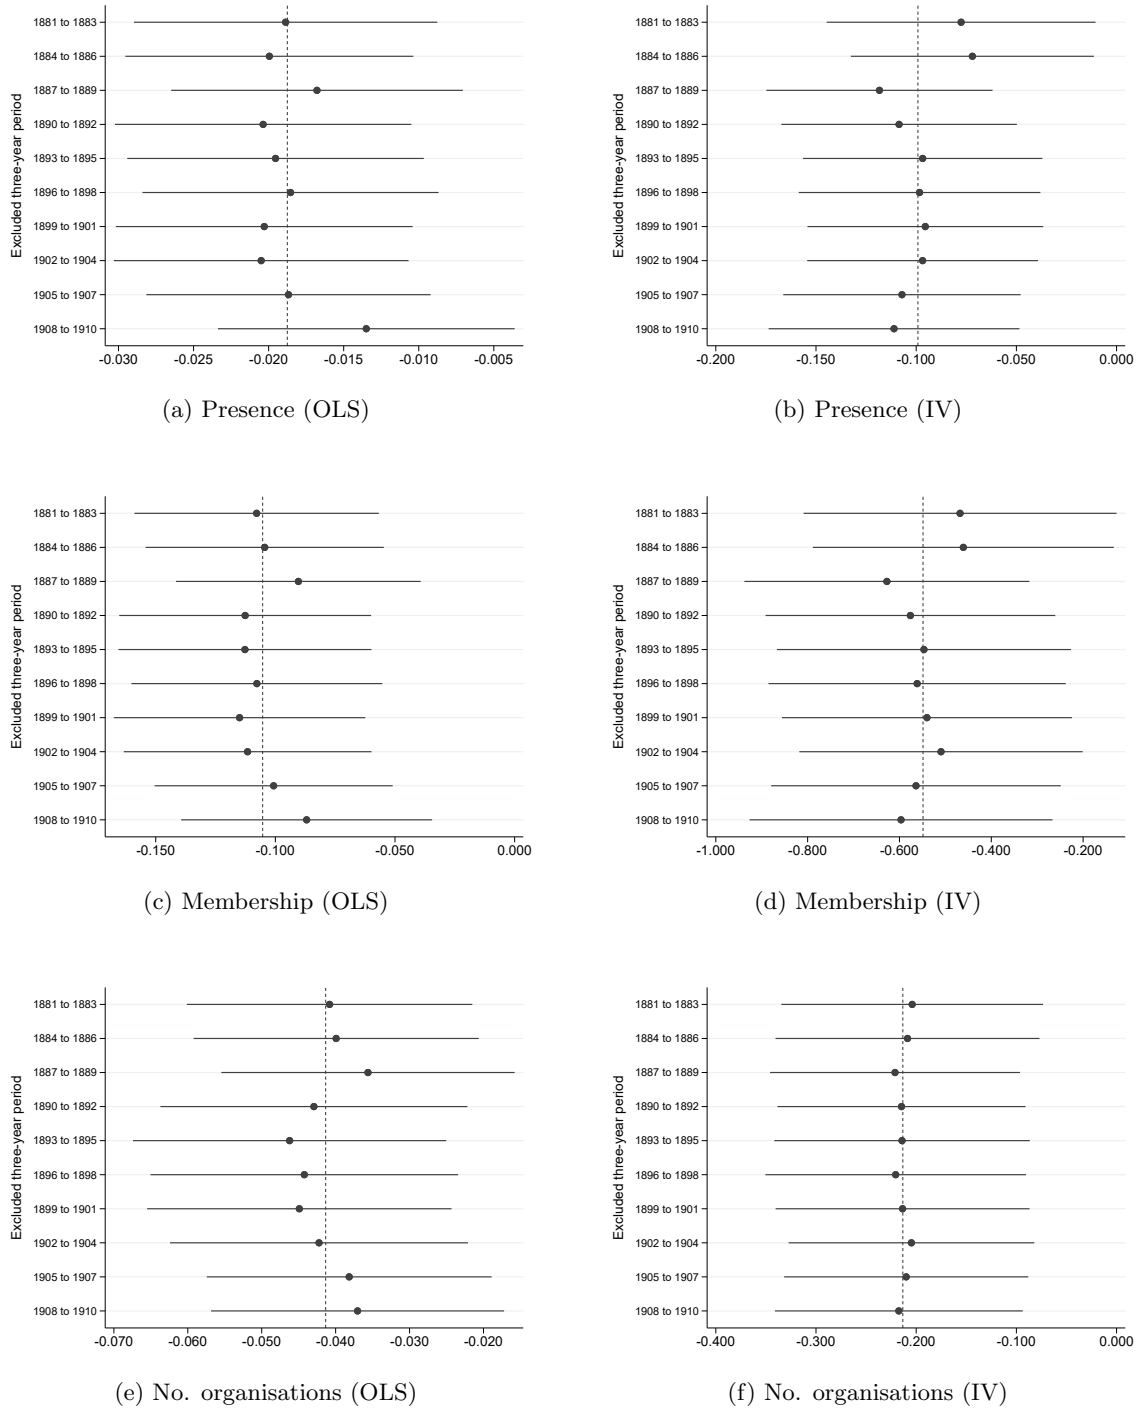 Excluded three-year period
1881 to 1883
1884 to 1886
1887 to 1889
1890 to 1892
1893 to 1895
1896 to 1898
1899 to 1901
1902 to 1904
1905 to 1907
1908 to 1910
-0.030 -0.025 -0.020 -0.015 -0.010 -0.005
(a) Presence (OLS)
Excluded three-year period
1881 to 1883
1884 to 1886
1887 to 1889
1890 to 1892
1893 to 1895
1896 to 1898
1899 to 1901
1902 to 1904
1905 to 1907
1908 to 1910
-0.200 -0.150 -0.100 -0.050 0.000
(b) Presence (IV)
Excluded three-year period
1881 to 1883
1884 to 1886
1887 to 1889
1890 to 1892
1893 to 1895
1896 to 1898
1899 to 1901
1902 to 1904
1905 to 1907
1908 to 1910
-0.150 -0.100 -0.050 0.000
(c) Membership (OLS)
Excluded three-year period
1881 to 1883
1884 to 1886
1887 to 1889
1890 to 1892
1893 to 1895
1896 to 1898
1899 to 1901
1902 to 1904
1905 to 1907
1908 to 1910
-1.000 -0.800 -0.600 -0.400 -0.200
(d) Membership (IV)
Excluded three-year period
1881 to 1883
1884 to 1886
1887 to 1889
1890 to 1892
1893 to 1895
1896 to 1898
1899 to 1901
1902 to 1904
1905 to 1907
1908 to 1910
-0.070 -0.060 -0.050 -0.040 -0.030 -0.020
(e) No. organisations (OLS)
Excluded three-year period
1881 to 1883
1884 to 1886
1887 to 1889
1890 to 1892
1893 to 1895
1896 to 1898
1899 to 1901
1902 to 1904
1905 to 1907
1908 to 1910
-0.400 -0.300 -0.200 -0.100 0.000
(f) No. organisations (IV)